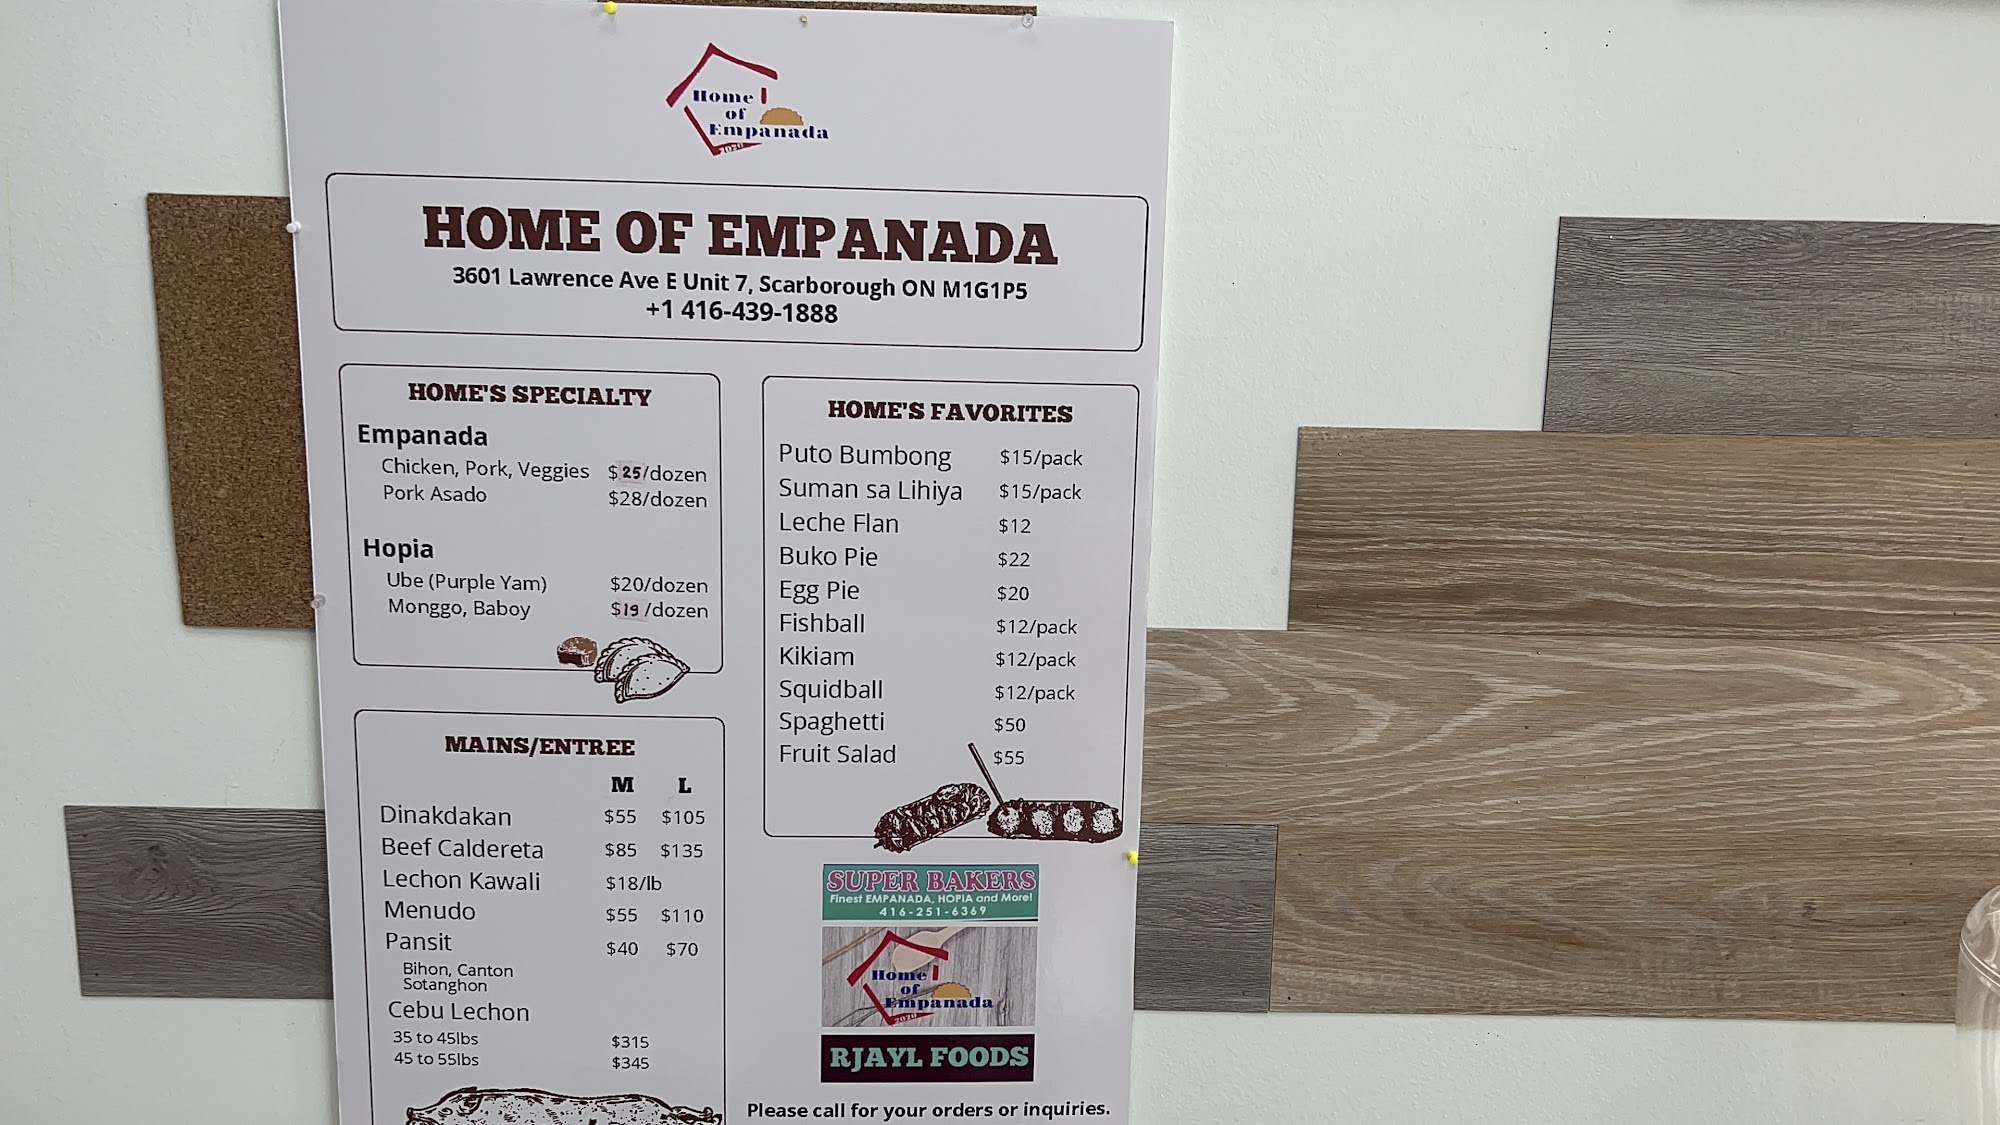 Home
of
Empanada
2020
HOME OF EMPANADA
3601 Lawrence Ave E Unit 7, Scarborough ON M1G1P5
+1 416-439-1888
HOME'S SPECIALTY
Empanada
Chicken, Pork, Veggies $25/dozen
Pork Asado $28/dozen
Hopia
Ube (Purple Yam) $20/dozen
Monggo, Baboy $19/dozen
MAINS/ENTREE
M L
Dinakdakan $55 $105
Beef Caldereta $85 $135
Lechon Kawali $18/lb
Menudo $55 $110
Pansit $40 $70
Bihon, Canton
Sotanghon
Cebu Lechon
35 to 45lbs $315
45 to 55lbs $345
HOME'S FAVORITES
Puto Bumbong $15/pack
Suman sa Lihiya $15/pack
Leche Flan $12
Buko Pie $22
Egg Pie $20
Fishball $12/pack
Kikiam $12/pack
Squidball $12/pack
Spaghetti $50
Fruit Salad $55
SUPER BAKERS
Finest EMPANADA, HOPIA and More!
416-251-6369
Home
of
Empanada
2020
RJAYL FOODS
Please call for your orders or inquiries.